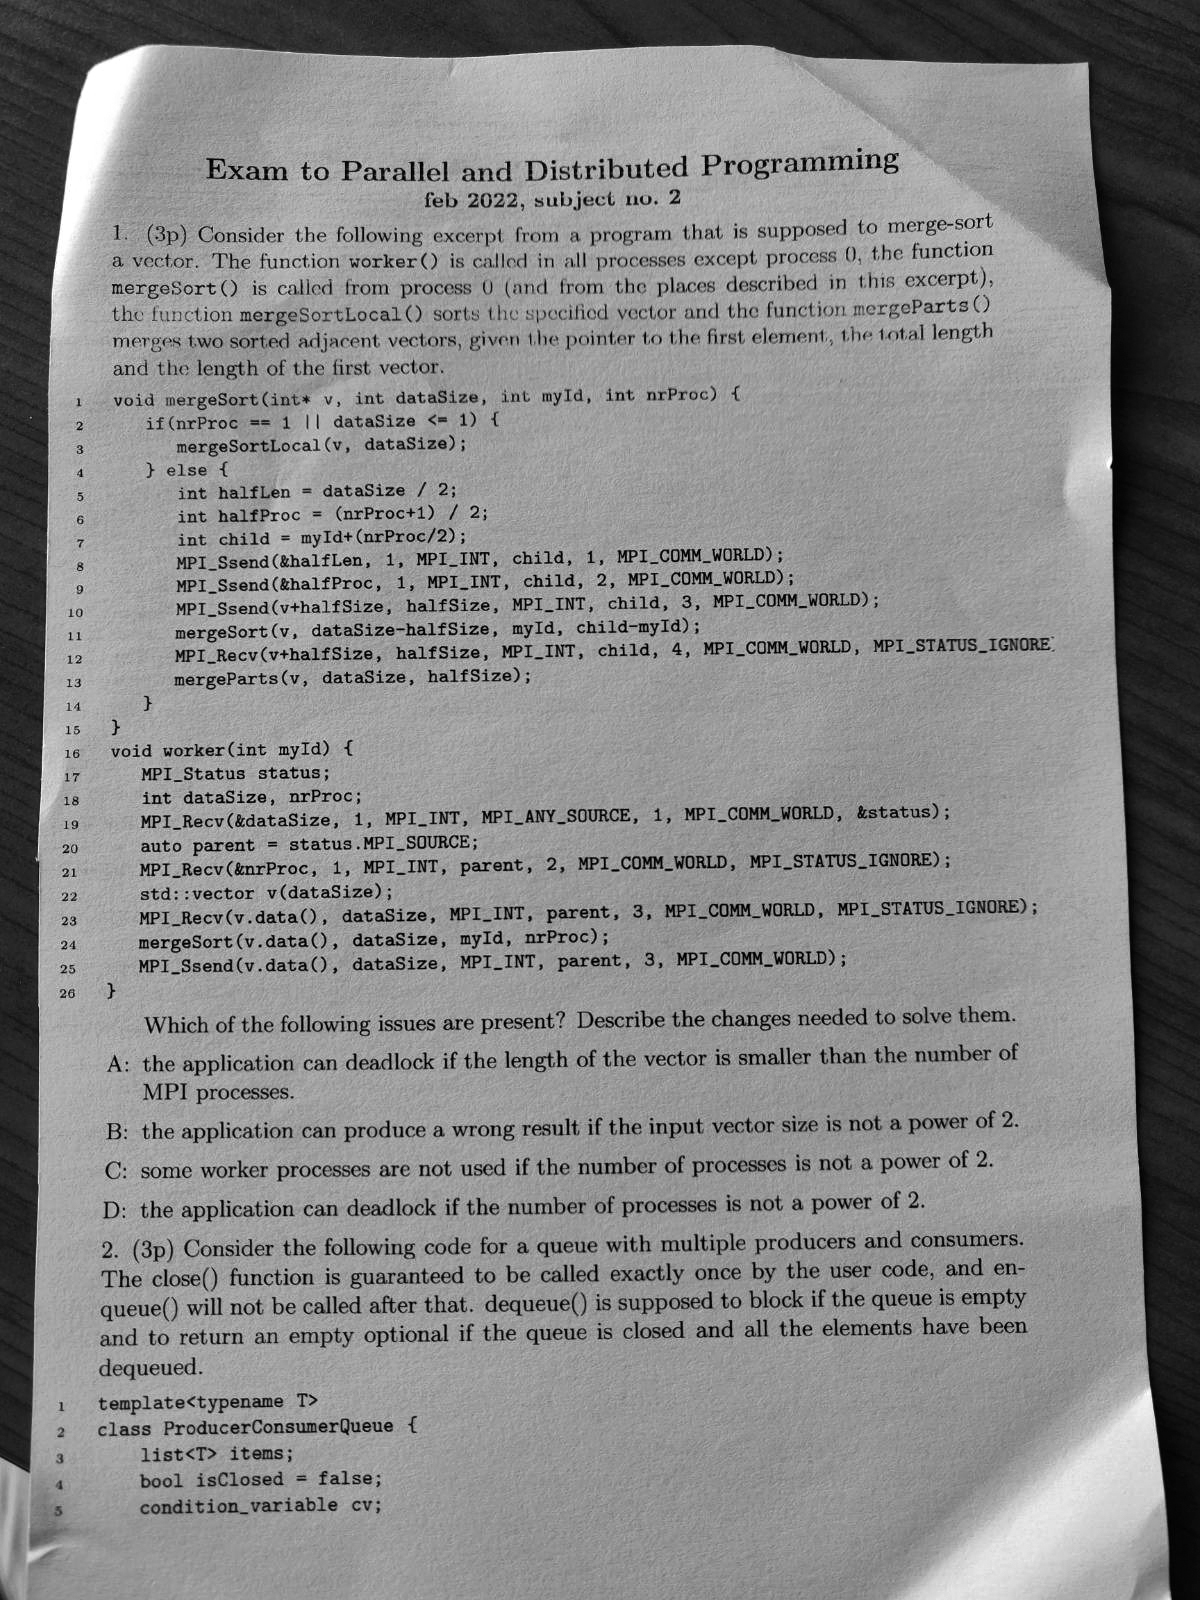 Exam to Parallel and Distributed Programming
feb 2022, subject no. 2
1. (3p) Consider the following excerpt from a program that is supposed to merge-sort
a vector. The function worker() is called in all processes except process 0, the function
mergeSort() is called from process 0 (and from the places described in this excerpt),
the function mergeSortLocal() sorts the specified vector and the function mergeParts()
merges two sorted adjacent vectors, given the pointer to the first element, the total length
and the length of the first vector.
1 void mergeSort(int* v, int dataSize, int myId, int nrProc) {
2 if(nrProc == 1 || dataSize <= 1) {
3 mergeSortLocal(v, dataSize);
4 } else {
5 int halfLen = dataSize / 2;
6 int halfProc = (nrProc+1) / 2;
7 int child = myId+(nrProc/2);
8 MPI_Ssend(&halfLen, 1, MPI_INT, child, 1, MPI_COMM_WORLD);
9 MPI_Ssend(&halfProc, 1, MPI_INT, child, 2, MPI_COMM_WORLD);
10 MPI_Ssend(v+halfSize, halfSize, MPI_INT, child, 3, MPI_COMM_WORLD);
11 mergeSort(v, dataSize-halfSize, myId, child-myId);
12 MPI_Recv(v+halfSize, halfSize, MPI_INT, child, 4, MPI_COMM_WORLD, MPI_STATUS_IGNORE
13 mergeParts(v, dataSize, halfSize);
14 }
15 }
16 void worker(int myId) {
17 MPI_Status status;
18 int dataSize, nrProc;
19 MPI_Recv(&dataSize, 1, MPI_INT, MPI_ANY_SOURCE, 1, MPI_COMM_WORLD, &status);
20 auto parent = status.MPI_SOURCE;
21 MPI_Recv(&nrProc, 1, MPI_INT, parent, 2, MPI_COMM_WORLD, MPI_STATUS_IGNORE);
22 std::vector v(dataSize);
23 MPI_Recv(v.data(), dataSize, MPI_INT, parent, 3, MPI_COMM_WORLD, MPI_STATUS_IGNORE);
24 mergeSort(v.data(), dataSize, myId, nrProc);
25 MPI_Ssend(v.data(), dataSize, MPI_INT, parent, 3, MPI_COMM_WORLD);
26 }
Which of the following issues are present? Describe the changes needed to solve them.
A: the application can deadlock if the length of the vector is smaller than the number of
MPI processes.
B: the application can produce a wrong result if the input vector size is not a power of 2.
C: some worker processes are not used if the number of processes is not a power of 2.
D: the application can deadlock if the number of processes is not a power of 2.
2. (3p) Consider the following code for a queue with multiple producers and consumers.
The close() function is guaranteed to be called exactly once by the user code, and en-
queue() will not be called after that. dequeue() is supposed to block if the queue is empty
and to return an empty optional if the queue is closed and all the elements have been
dequeued.
1 template<typename T>
2 class ProducerConsumerQueue {
3 list<T> items;
4 bool isClosed = false;
5 condition_variable cv;